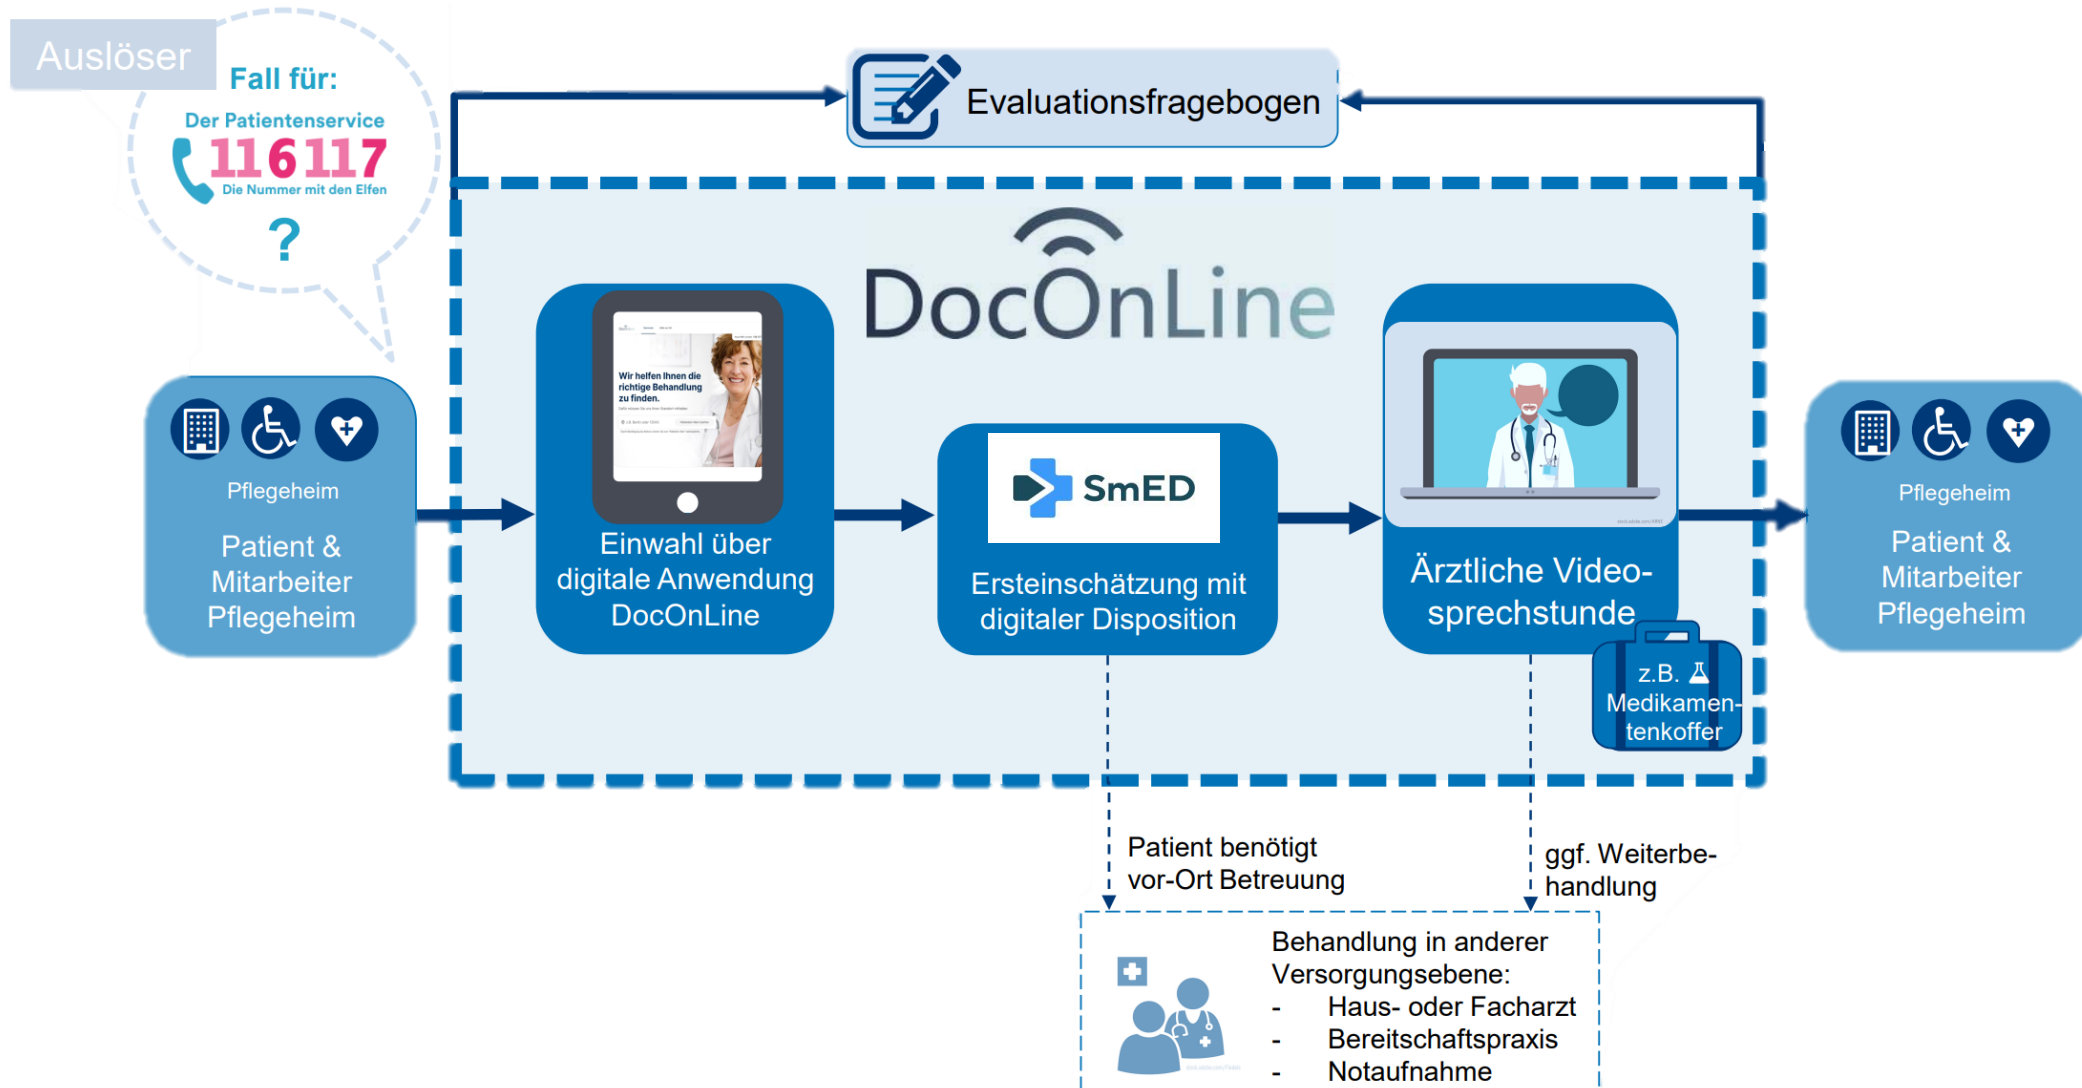 Auslöser
Fall für:
Der Patientenservice
116117
Die Nummer mit den Elfen
?
Evaluationsfragebogen
DocOnLine
Pflegeheim
Patient &
Mitarbeiter
Pflegeheim
Wir helfen Ihnen die
richtige Behandlung
zu finden.
Einwahl über
digitale Anwendung
DocOnLine
SmED
Ersteinschätzung mit
digitaler Disposition
Ärztliche Video-
sprechstunde
z.B.
Medikamen-
tenkoffer
Pflegeheim
Patient &
Mitarbeiter
Pflegeheim
Patient benötigt
vor-Ort Betreuung
ggf. Weiterbe-
handlung
Behandlung in anderer
Versorgungsebene:
- Haus- oder Facharzt
- Bereitschaftspraxis
- Notaufnahme